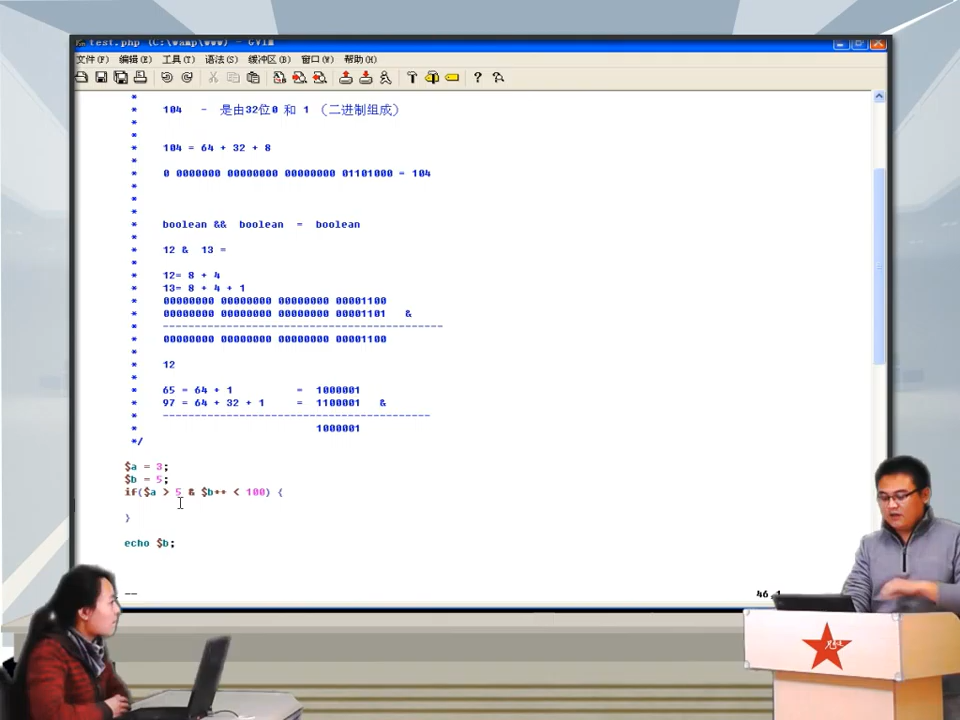 test.php (C:\wamp\www) - GVIM
文件(F) 编辑(E) 工具(T) 语法(S) 缓冲区(B) 窗口(W) 帮助(H)
*
* 104 - 是由32位0 和 1 （二进制组成）
*
*
* 104 = 64 + 32 + 8
*
* 0 0000000 00000000 00000000 01101000 = 104
*
*
*
* boolean && boolean = boolean
*
* 12 & 13 =
*
* 12= 8 + 4
* 13= 8 + 4 + 1
* 00000000 00000000 00000000 00001100
* 00000000 00000000 00000000 00001101 &
* --------------------------------------------
* 00000000 00000000 00000000 00001100
*
* 12
*
* 65 = 64 + 1 = 1000001
* 97 = 64 + 32 + 1 = 1100001 &
* ------------------------------------------
* 1000001
*/
$a = 3;
$b = 5;
if($a > 5 & $b++ < 100) {
}
echo $b;
--
46,1